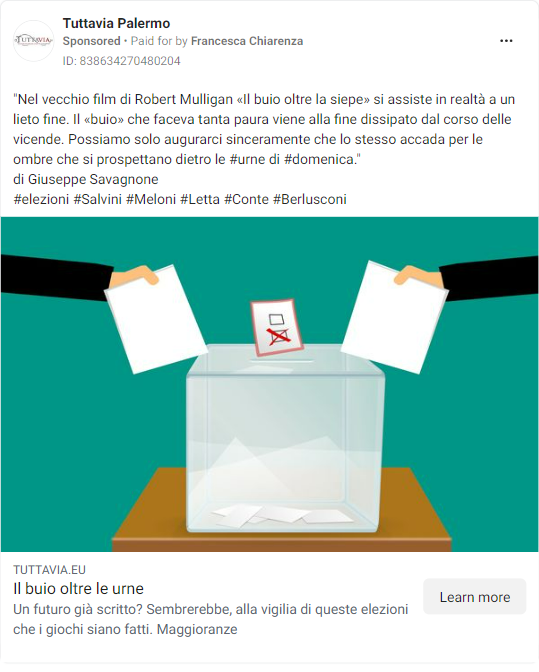 TUTTAVIA
Tuttavia Palermo
Sponsored • Paid for by Francesca Chiarenza
ID: 838634270480204
"Nel vecchio film di Robert Mulligan «Il buio oltre la siepe» si assiste in realtà a un
lieto fine. Il «buio» che faceva tanta paura viene alla fine dissipato dal corso delle
vicende. Possiamo solo augurarci sinceramente che lo stesso accada per le
ombre che si prospettano dietro le #urne di #domenica."
di Giuseppe Savagnone
#elezioni #Salvini #Meloni #Letta #Conte #Berlusconi
TUTTAVIA.EU
Il buio oltre le urne
Un futuro già scritto? Sembrerebbe, alla vigilia di queste elezioni
che i giochi siano fatti. Maggioranze
Learn more